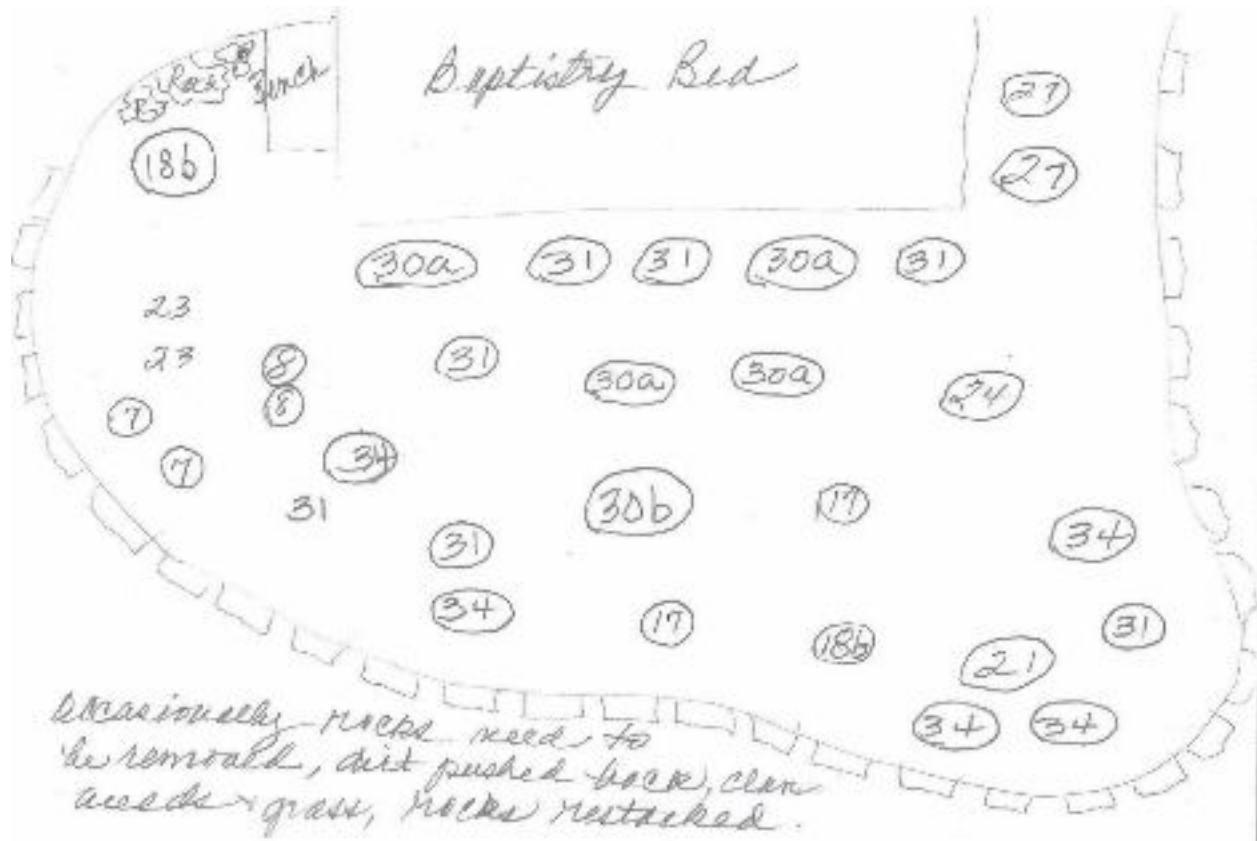 Baptistry Bed
R Rock R
Bench
27
18b
27
30a 31 31 30a 31
23
23 8 31 30a 30a 24
7 8
7 34
31 30b 17
31 34
34 17 18b 31
21
34 34
Occasionally rocks need to
be removed, dirt pushed back, clean
weeds & grass, rocks restacked.